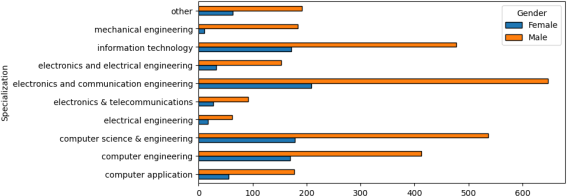 Gender
Female
Male
Specialization
other
mechanical engineering
information technology
electronics and electrical engineering
electronics and communication engineering
electronics & telecommunications
electrical engineering
computer science & engineering
computer engineering
computer application
0 100 200 300 400 500 600